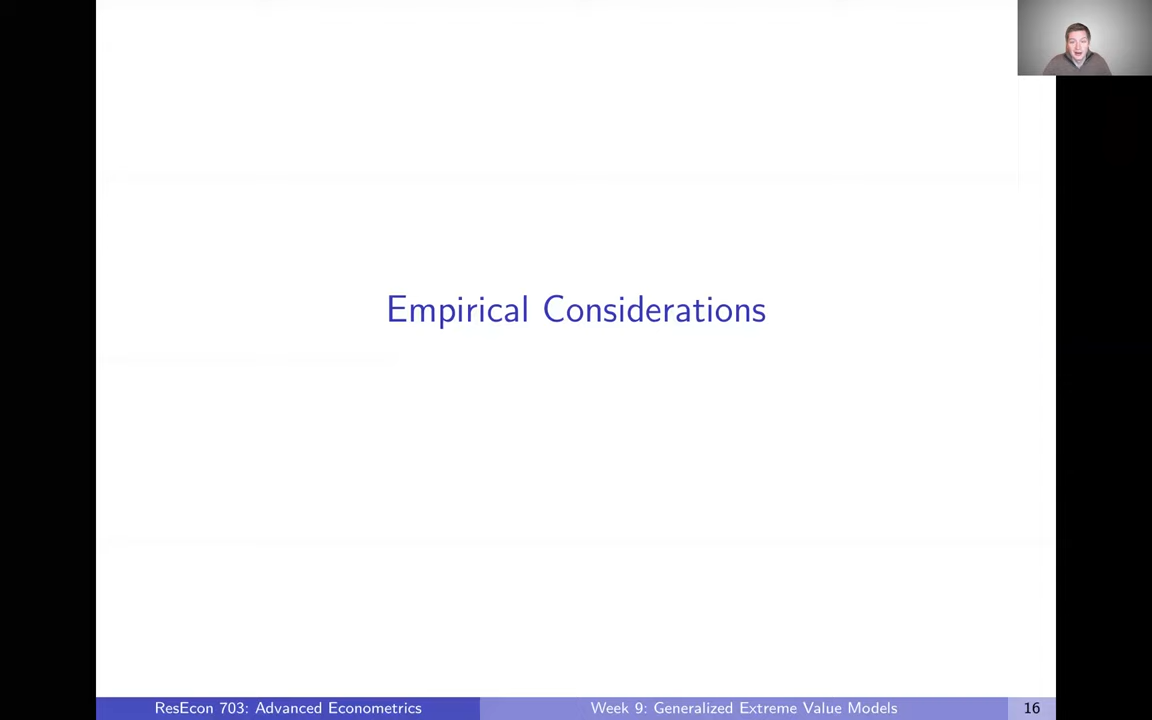 Empirical Considerations
ResEcon 703: Advanced Econometrics
Week 9: Generalized Extreme Value Models
16